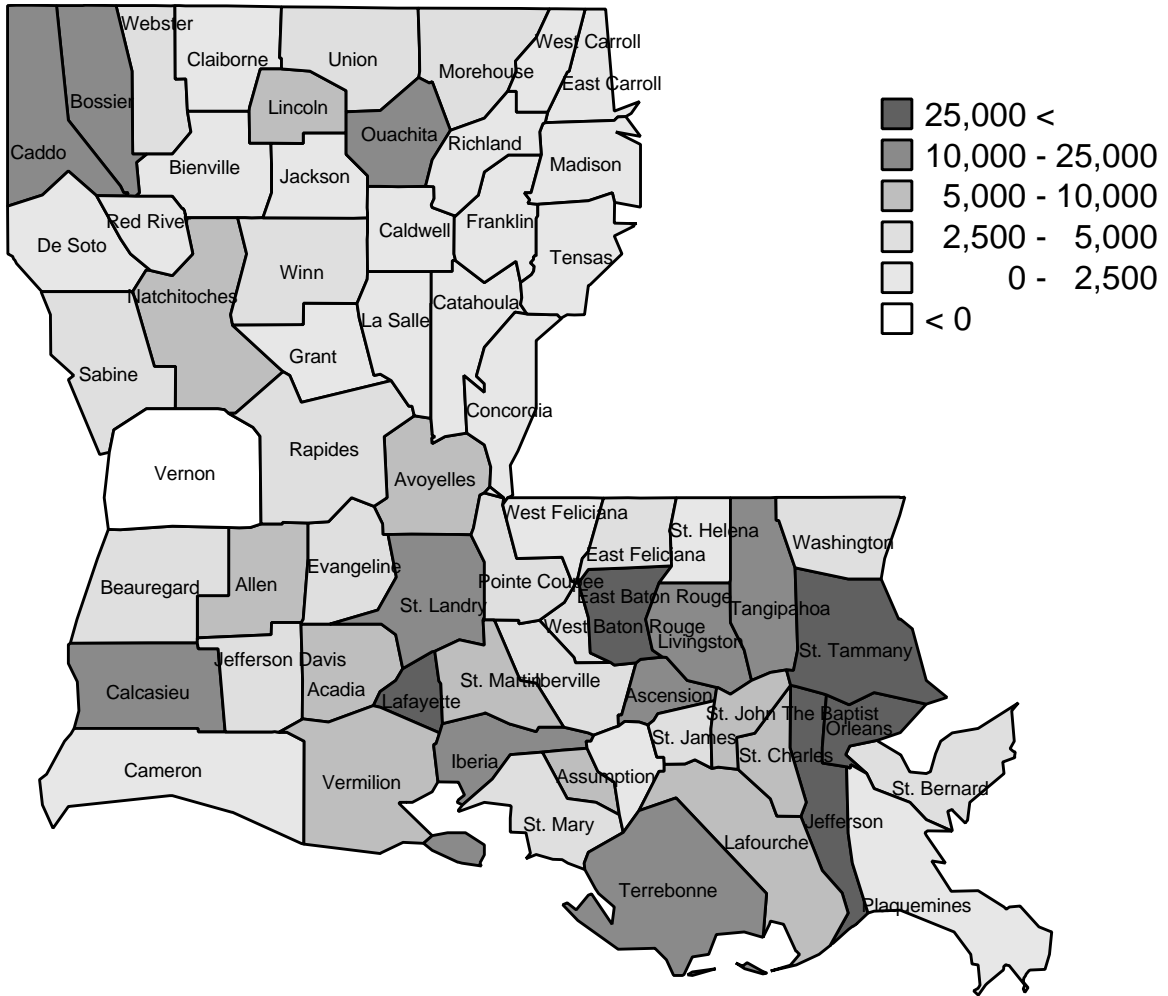 Webster
West Carroll
Claiborne
Union
Morehouse
East Carroll
Bossier
Lincoln
Ouachita
Richland
Caddo
Bienville
Jackson
Madison
Red Rive
De Soto
Caldwell
Franklin
Tensas
Winn
Natchitoches
Catahoula
La Salle
Grant
Sabine
Concordia
Rapides
Vernon
Avoyelles
West Feliciana
St. Helena
Washington
East Feliciana
Evangeline
Beauregard
Allen
Pointe Coupee
East Baton Rouge
Tangipahoa
St. Landry
West Baton Rouge
Livingston
St. Tammany
Jefferson Davis
Calcasieu
Acadia
Lafayette
St. Martin
Iberville
Ascension
St. John The Baptist
Orleans
St. James
St. Charles
Cameron
Vermilion
Iberia
Assumption
St. Bernard
St. Mary
Jefferson
Lafourche
Terrebonne
Plaquemines
25,000 <
10,000 - 25,000
5,000 - 10,000
2,500 - 5,000
0 - 2,500
< 0